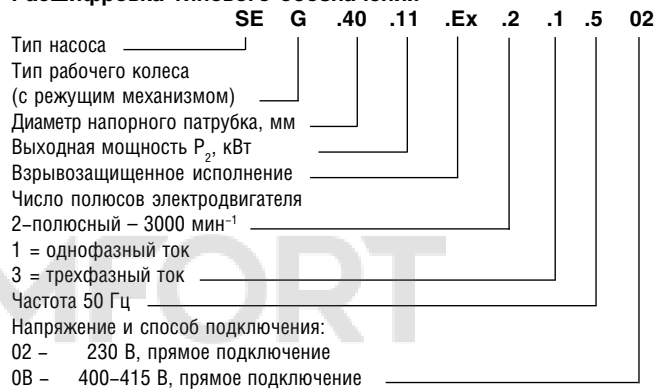 SE G .40 .11 .Ex .2 .1 .5 02
Тип насоса
Тип рабочего колеса
(с режущим механизмом)
Диаметр напорного патрубка, мм
Выходная мощность P2, кВт
Взрывозащищенное исполнение
Число полюсов электродвигателя
2–полюсный – 3000 мин–1
1 = однофазный ток
3 = трехфазный ток
Частота 50 Гц
Напряжение и способ подключения:
02 – 230 В, прямое подключение
0В – 400–415 В, прямое подключение
MFORT